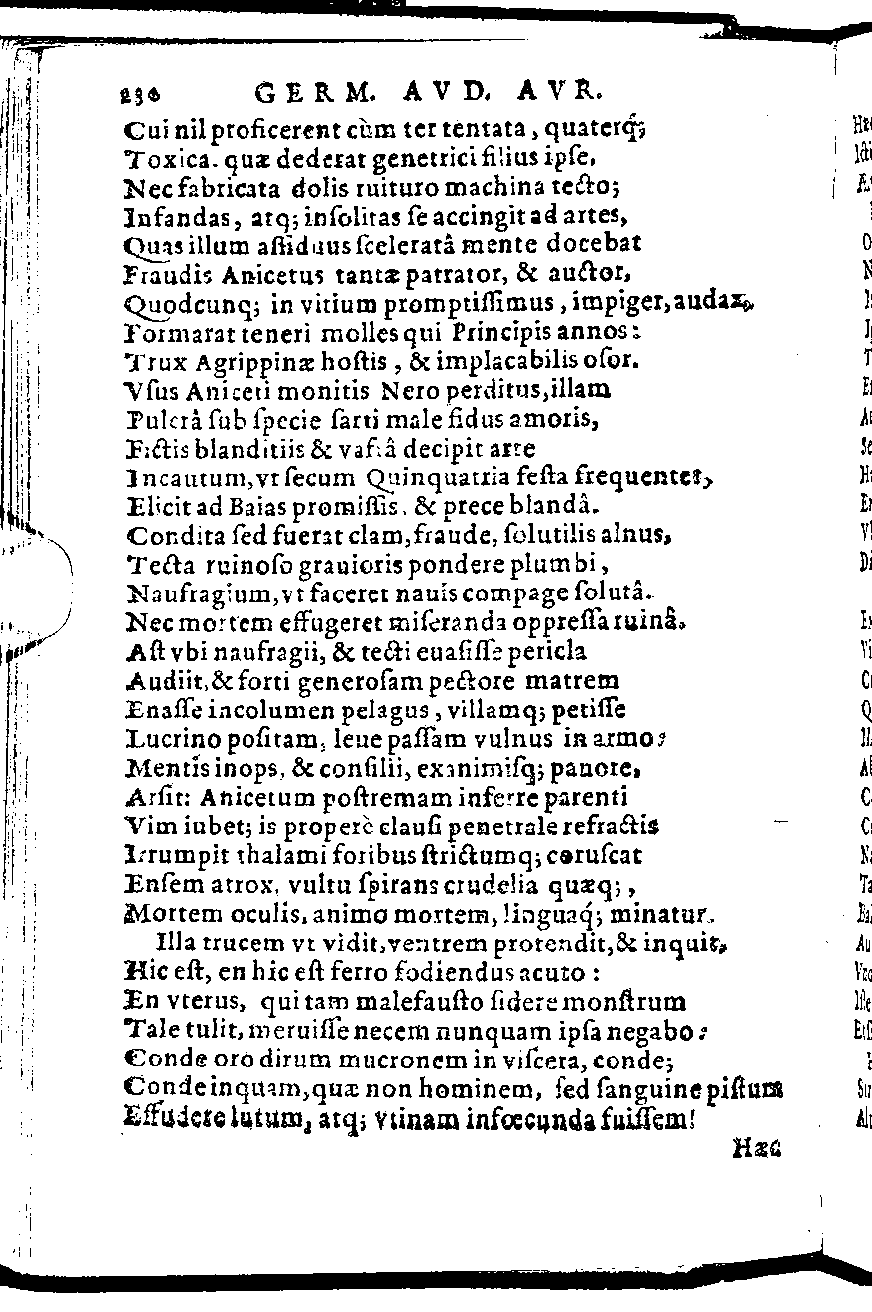 230 GERM. AVD. AVR.
Cui nil proficerent cùm ter tentata, quaterq́;
Toxica. quæ dederat genetrici filius ipſe,
Nec fabricata dolis ruituro machina tecto;
Infandas, atq; inſolitas ſe accingit ad artes,
Quas illum aſſiduus ſceleratâ mente docebat
Fraudis Anicetus tantæ patrator, & auctor,
Quodcunq; in vitium promptiſſimus, impiger, audax,
Formarat teneri molles qui Principis annos:
Trux Agrippinæ hoſtis, & implacabilis oſor.
Vſus Aniceti monitis Nero perditus, illam
Pulcrâ ſub ſpecie ſarti male fidus amoris,
Fictis blanditiis & vafrâ decipit arte
Incautum, vt ſecum Quinquatria feſta frequentet,
Elicit ad Baias promiſſis, & prece blandâ.
Condita ſed fuerat clam, fraude, ſolutilis alnus,
Tecta ruinoſo grauioris pondere plumbi,
Naufragium, vt faceret nauis compage ſolutâ.
Nec mortem effugeret miſeranda oppreſſa ruinâ.
Aſt vbi naufragii, & tecti euaſiſſe pericla
Audiit, & forti generoſam pectore matrem
Enaſſe incolumen pelagus, villamq; petiſſe
Lucrino poſitam, leue paſſam vulnus in armo:
Mentis inops, & conſilii, exanimiſq; pauore,
Arſit: Anicetum poſtremam inferre parenti
Vim iubet; is properè clauſi penetrale refractis
Irrumpit thalami foribus ſtrictumq; coruſcat
Enſem atrox, vultu ſpirans crudelia quæq;,
Mortem oculis, animo mortem, linguaq́; minatur.
Illa trucem vt vidit, ventrem protendit, & inquit,
Hic eſt, en hic eſt ferro fodiendus acuto:
En vterus, qui tam malefauſto ſidere monſtrum
Tale tulit, meruiſſe necem nunquam ipſa negabo:
Conde oro dirum mucronem in viſcera, conde;
Conde inquam, quæ non hominem, ſed ſanguine piſtum
Effudere lutum, atq; vtinam infœcunda fuiſſem!
Hæc